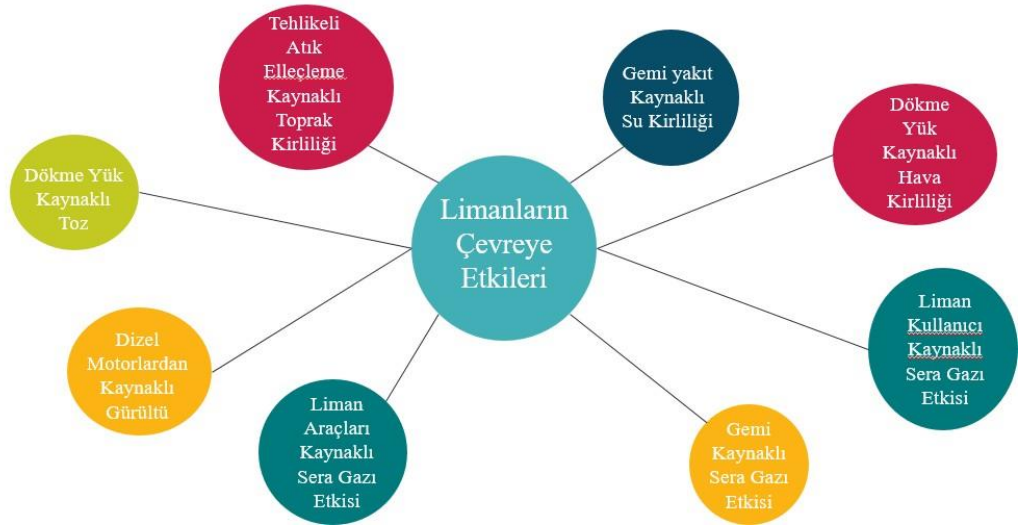 Tehlikeli
Atık
Elleçleme
Kaynaklı
Toprak
Kirliliği
Gemi yakıt
Kaynaklı
Su Kirliliği
Dökme
Yük
Kaynaklı
Hava
Kirliliği
Dökme Yük
Kaynaklı
Toz
Limanların
Çevreye
Etkileri
Liman
Kullanıcı
Kaynaklı
Sera Gazı
Etkisi
Dizel
Motorlardan
Kaynaklı
Gürültü
Liman
Araçları
Kaynaklı
Sera Gazı
Etkisi
Gemi
Kaynaklı
Sera Gazı
Etkisi